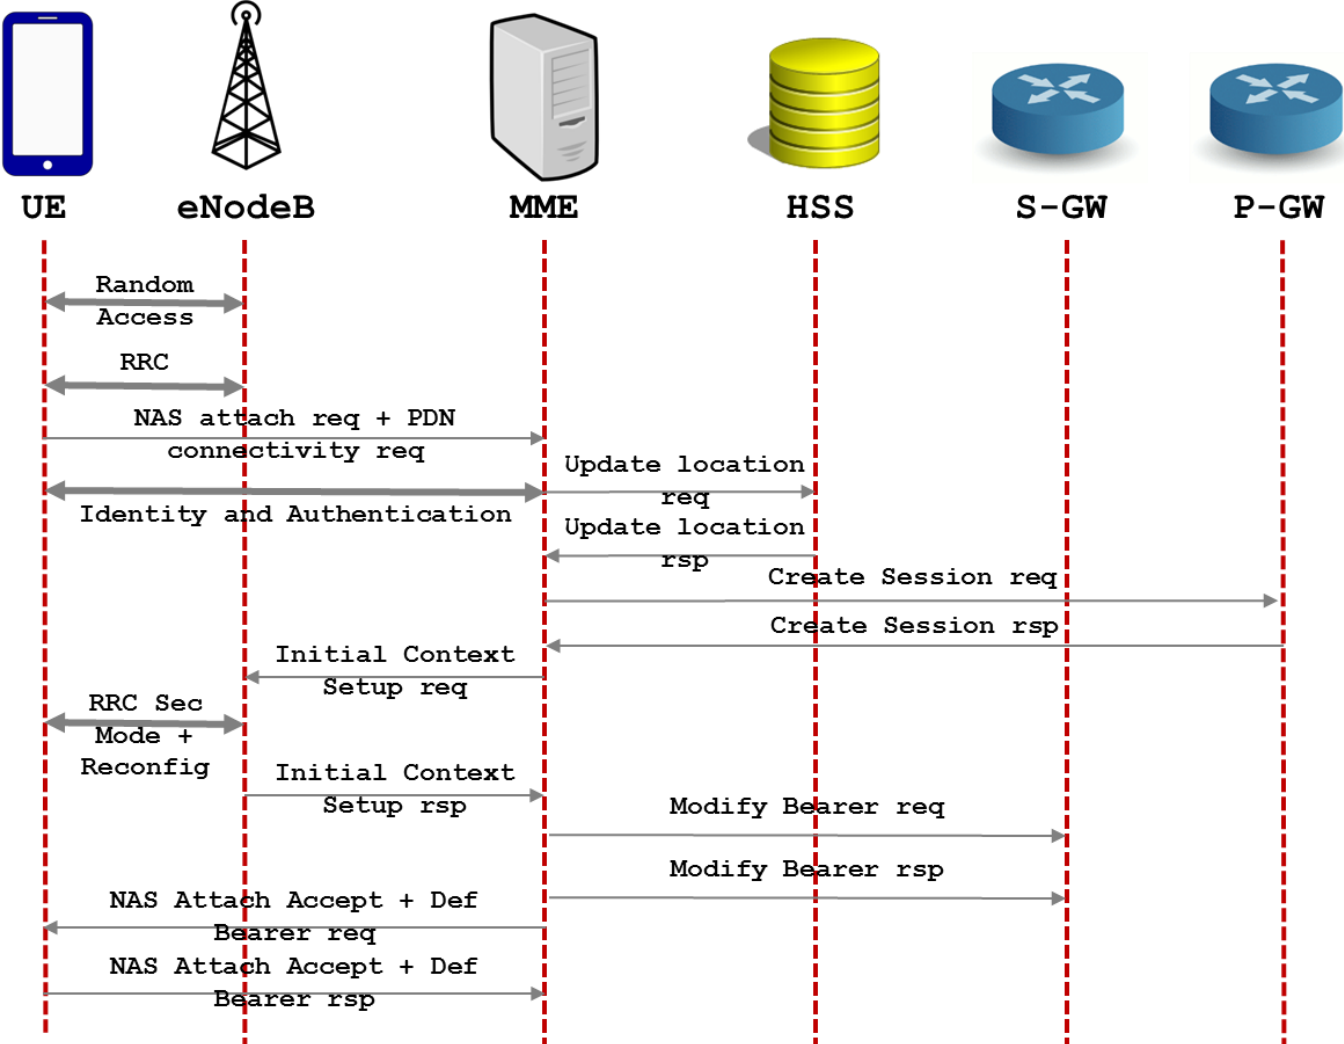 UE
eNodeB
MME
HSS
S-GW
P-GW
Random
Access
RRC
NAS attach req + PDN
connectivity req
Update location
req
Identity and Authentication
Update location
rsp
Create Session req
Create Session rsp
Initial Context
Setup req
RRC Sec
Mode +
Reconfig
Initial Context
Setup rsp
Modify Bearer req
Modify Bearer rsp
NAS Attach Accept + Def
Bearer req
NAS Attach Accept + Def
Bearer rsp